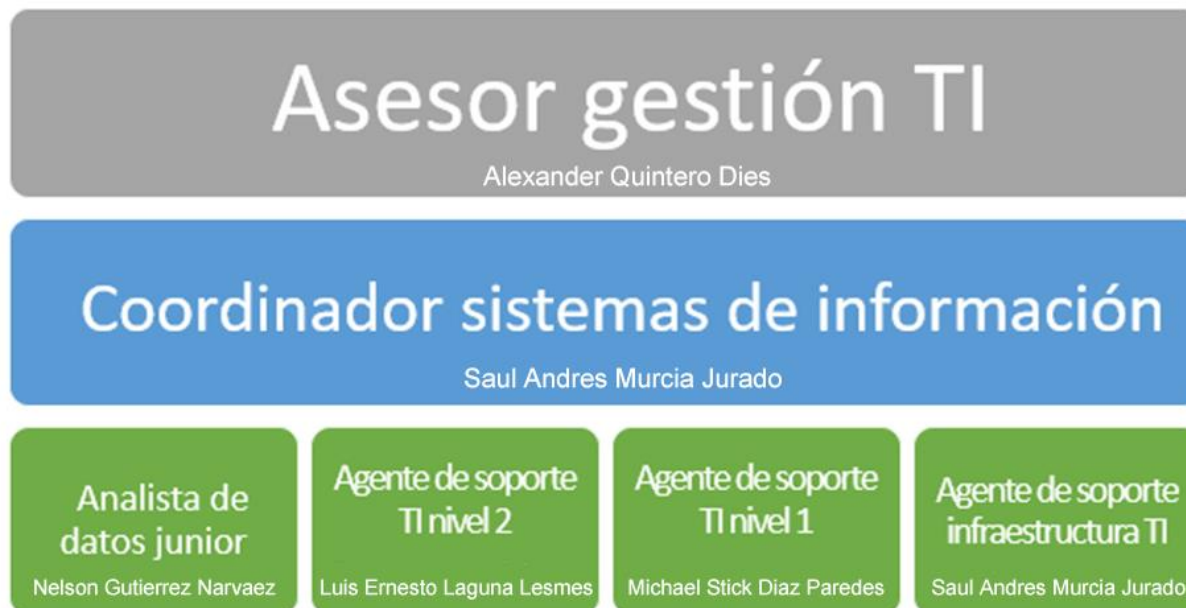 Asesor gestión TI
Alexander Quintero Dies
Coordinador sistemas de información
Saul Andres Murcia Jurado
Analista de
datos junior
Nelson Gutierrez Narvaez
Agente de soporte
TI nivel 2
Luis Ernesto Laguna Lesmes
Agente de soporte
TI nivel 1
Michael Stick Diaz Paredes
Agente de soporte
infraestructura TI
Saul Andres Murcia Jurado